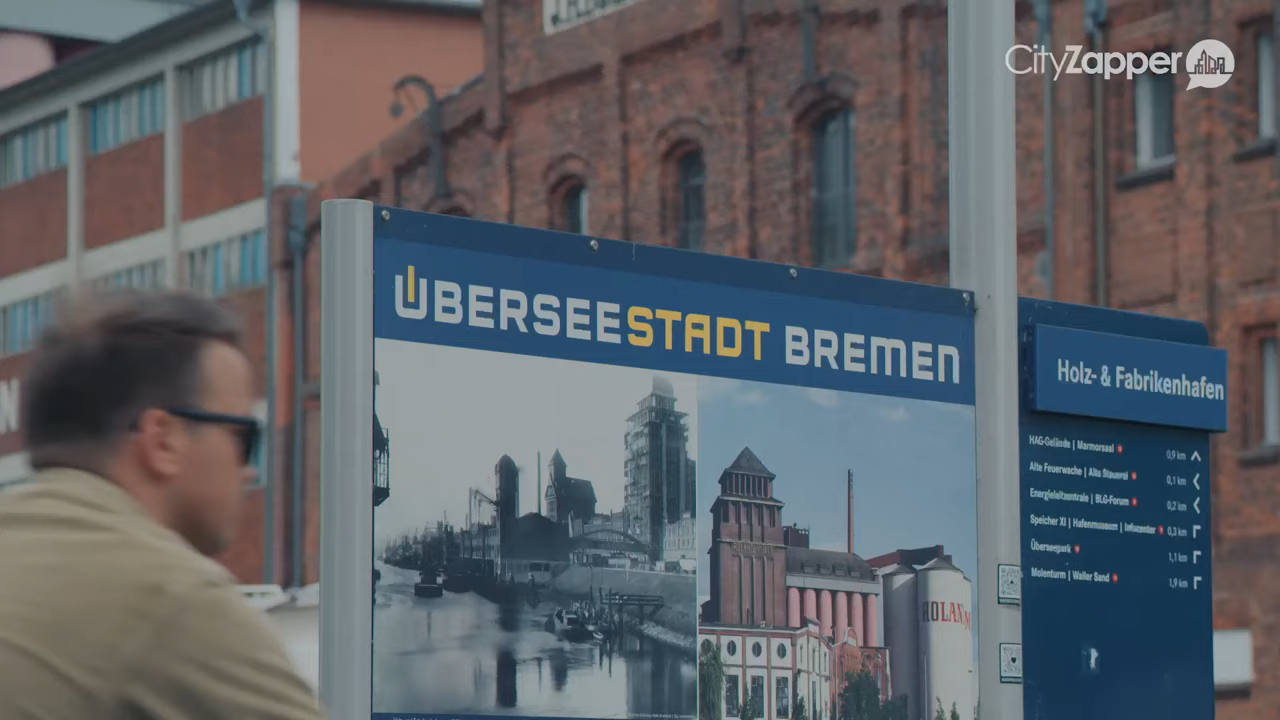 CityZapper
ÜBERSEESTADT BREMEN
Holz- & Fabrikenhafen
HAG-Gelände | Marmorsaal
0,9 km
Alte Feuerwache | Alte Stauerei
0,1 km
Energieleitzentrale | BLG-Forum
0,2 km
Speicher XI | Hafenmuseum | Infocenter
0,3 km
Überseepark
1,1 km
Molenturm | Waller Sand
1,9 km
ROLAN
N